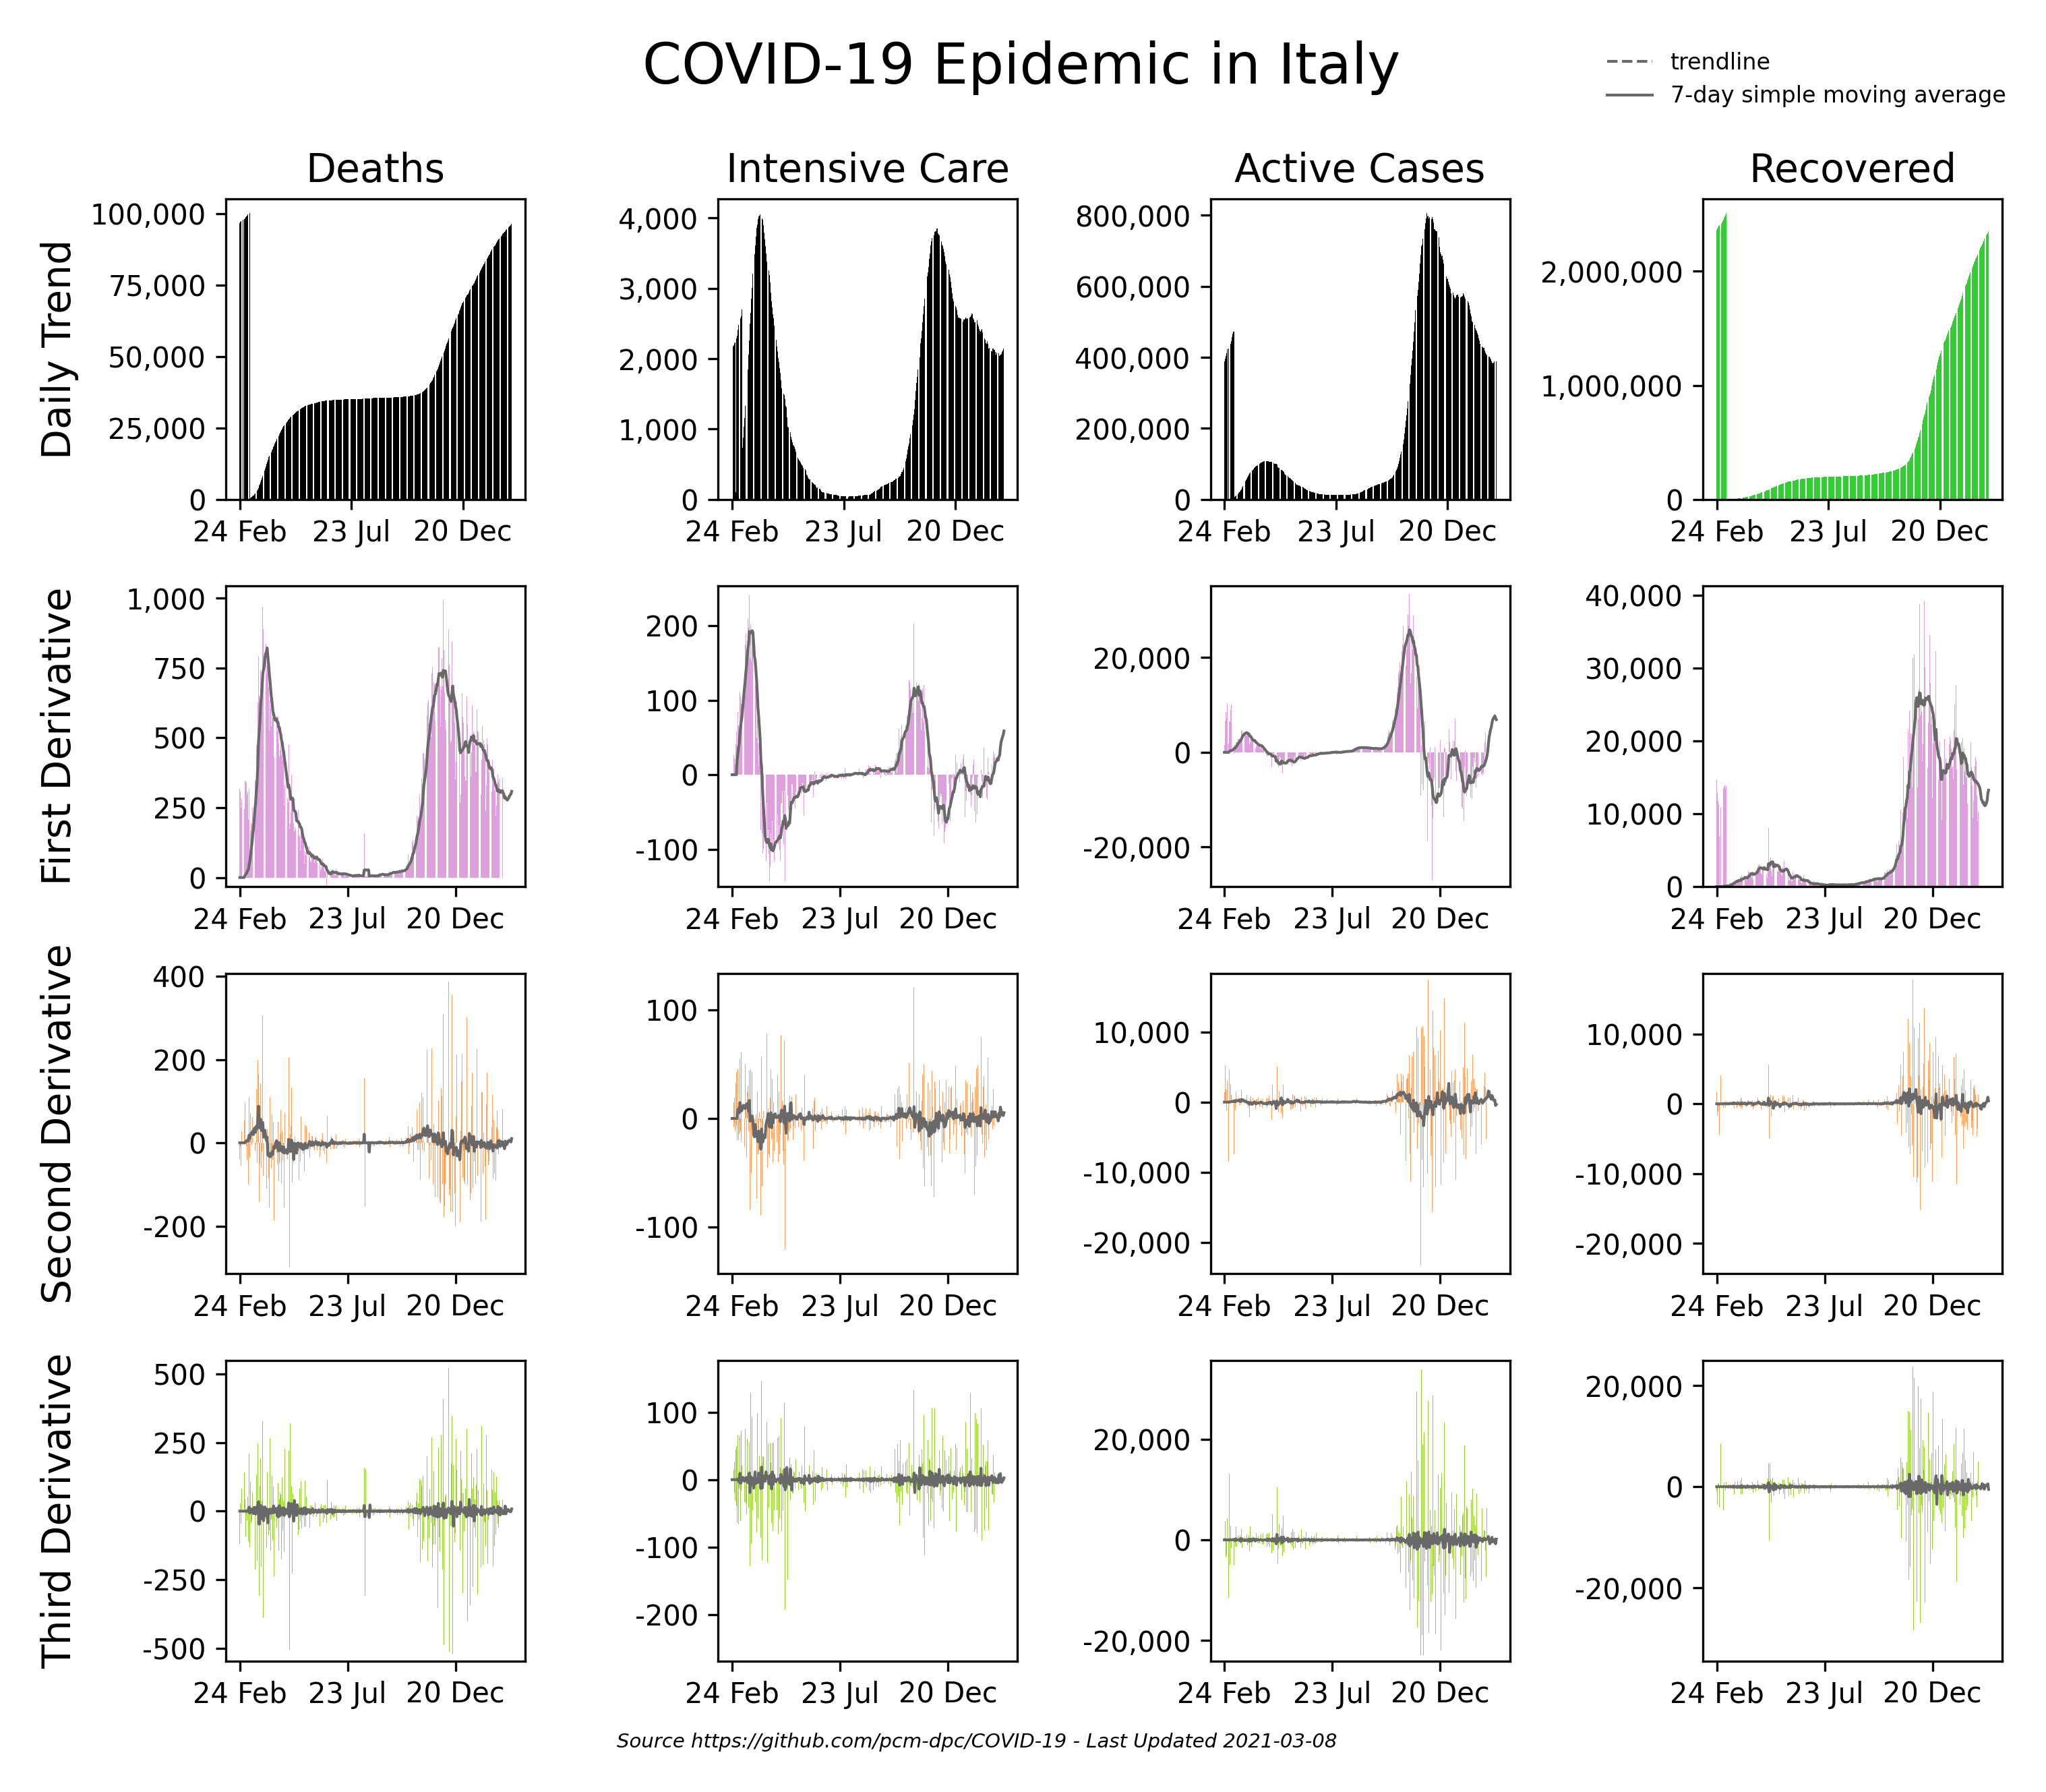 COVID-19 Epidemic in Italy
trendline
7-day simple moving average
Deaths
Intensive Care
Active Cases
Recovered
Daily Trend
100,000
75,000
50,000
25,000
0
24 Feb 23 Jul 20 Dec
4,000
3,000
2,000
1,000
0
24 Feb 23 Jul 20 Dec
800,000
600,000
400,000
200,000
0
24 Feb 23 Jul 20 Dec
2,000,000
1,000,000
0
24 Feb 23 Jul 20 Dec
First Derivative
1,000
750
500
250
0
24 Feb 23 Jul 20 Dec
200
100
0
-100
24 Feb 23 Jul 20 Dec
20,000
0
-20,000
24 Feb 23 Jul 20 Dec
40,000
30,000
20,000
10,000
0
24 Feb 23 Jul 20 Dec
Second Derivative
400
200
0
-200
24 Feb 23 Jul 20 Dec
100
0
-100
24 Feb 23 Jul 20 Dec
10,000
0
-10,000
-20,000
24 Feb 23 Jul 20 Dec
10,000
0
-10,000
-20,000
24 Feb 23 Jul 20 Dec
Third Derivative
500
250
0
-250
-500
24 Feb 23 Jul 20 Dec
100
0
-100
-200
24 Feb 23 Jul 20 Dec
20,000
0
-20,000
24 Feb 23 Jul 20 Dec
20,000
0
-20,000
24 Feb 23 Jul 20 Dec
Source https://github.com/pcm-dpc/COVID-19 - Last Updated 2021-03-08